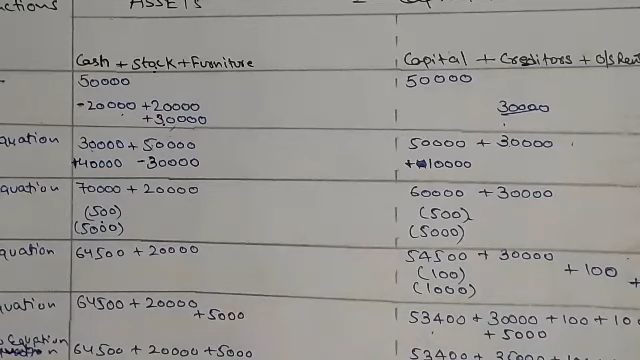 ASSETS =
Cash + Stock + Furniture Capital + Creditors + O/s Rent
50000 50000
-20000 +20000 30000
+30000
quation 30000 + 50000 50000 + 30000
+40000 -30000 +10000
quation 70000 + 20000 60000 + 30000
(500) (500)
(5000) (5000)
quation 64500 + 20000 54500 + 30000
(100) + 100 +
(1000)
uation 64500 + 20000 53400 + 30000 + 100 + 10
+5000 + 5000
Equation 64500 + 20000 +5000 53400 + 30000